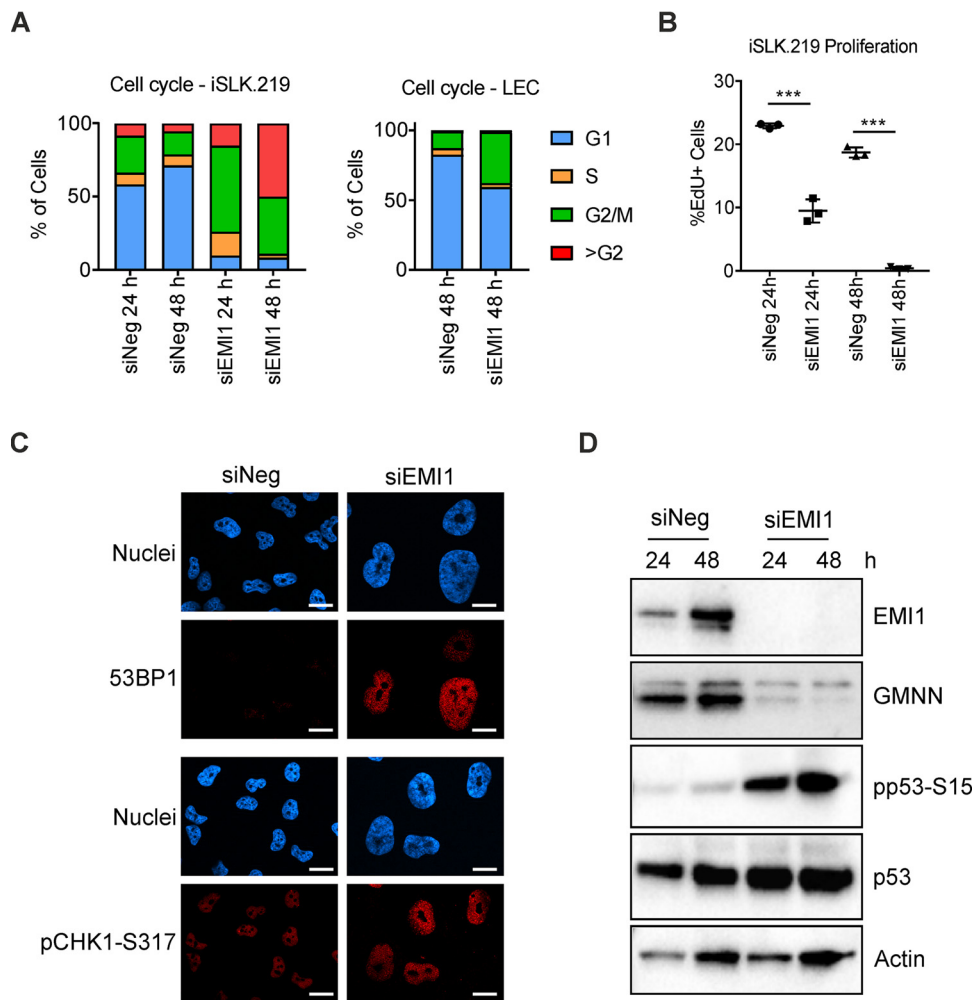 A
Cell cycle - iSLK.219
% of Cells
100
50
0
siNeg 24 h
siNeg 48 h
siEMI1 24 h
siEMI1 48 h
Cell cycle - LEC
% of Cells
100
50
0
siNeg 48 h
siEMI1 48 h
G1
S
G2/M
>G2
B
iSLK.219 Proliferation
%EdU+ Cells
30
20
10
0
***
***
siNeg 24h
siEMI1 24h
siNeg 48h
siEMI1 48h
C
siNeg siEMI1
Nuclei
53BP1
Nuclei
pCHK1-S317
D
siNeg siEMI1
24 48 24 48 h
EMI1
GMNN
pp53-S15
p53
Actin